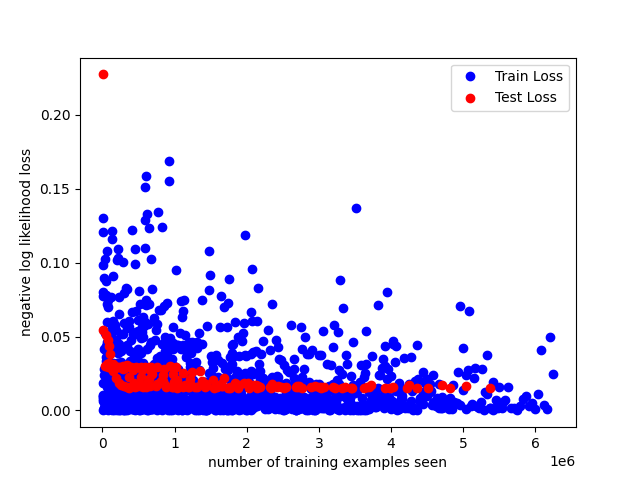 Train Loss
Test Loss
0.20
0.15
0.10
0.05
0.00
negative log likelihood loss
0 1 2 3 4 5 6
1e6
number of training examples seen